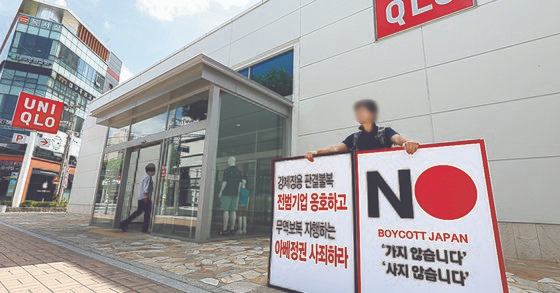 UNI
QLO
QLO
강제징용 판결불복
전범기업 옹호하고
무역보복 자행하는
아베정권 사죄하라
NO
BOYCOTT JAPAN
‘가지 않습니다’
‘사지 않습니다’